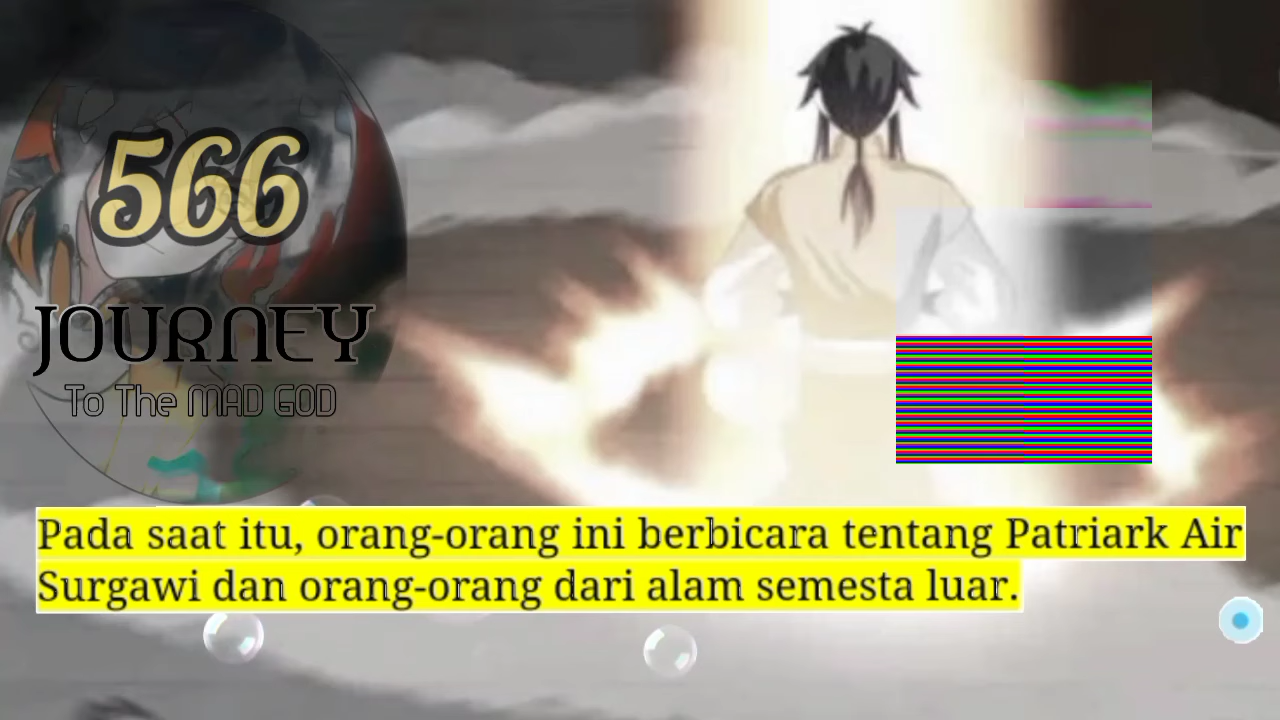 566
JOURNEY
To The MAD GOD
Pada saat itu, orang-orang ini berbicara tentang Patriark Air
Surgawi dan orang-orang dari alam semesta luar.